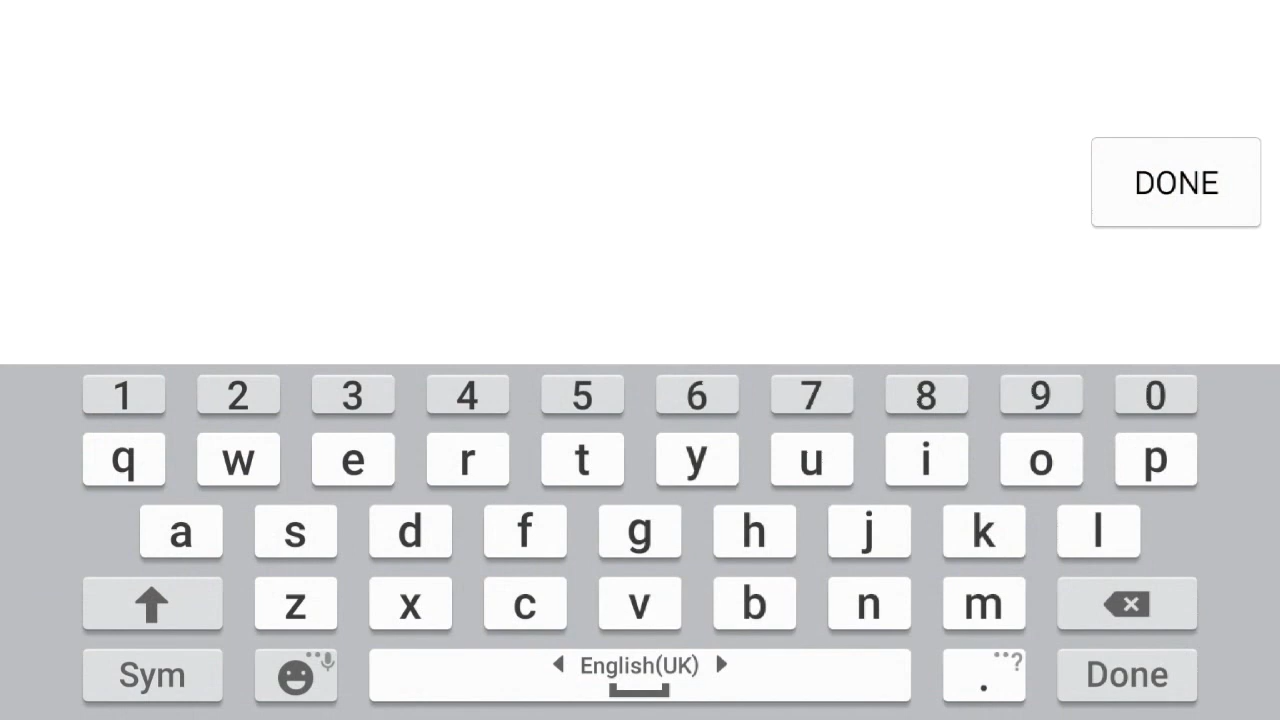 DONE
1 2 3 4 5 6 7 8 9 0
q w e r t y u i o p
a s d f g h j k l
z x c v b n m
Sym English(UK) . ? Done